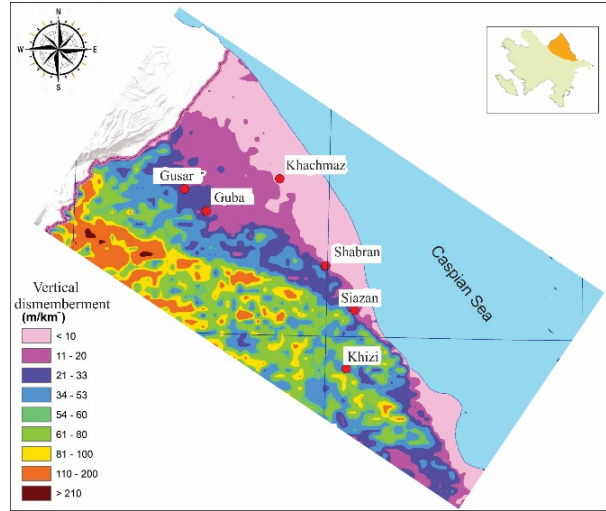 N
W
E
S
Khachmaz
Gusar
Guba
Shabran
Siazan
Khizi
Caspian Sea
Vertical
dismemberment
(m/km²)
< 10
11 - 20
21 - 33
34 - 53
54 - 60
61 - 80
81 - 100
110 - 200
> 210